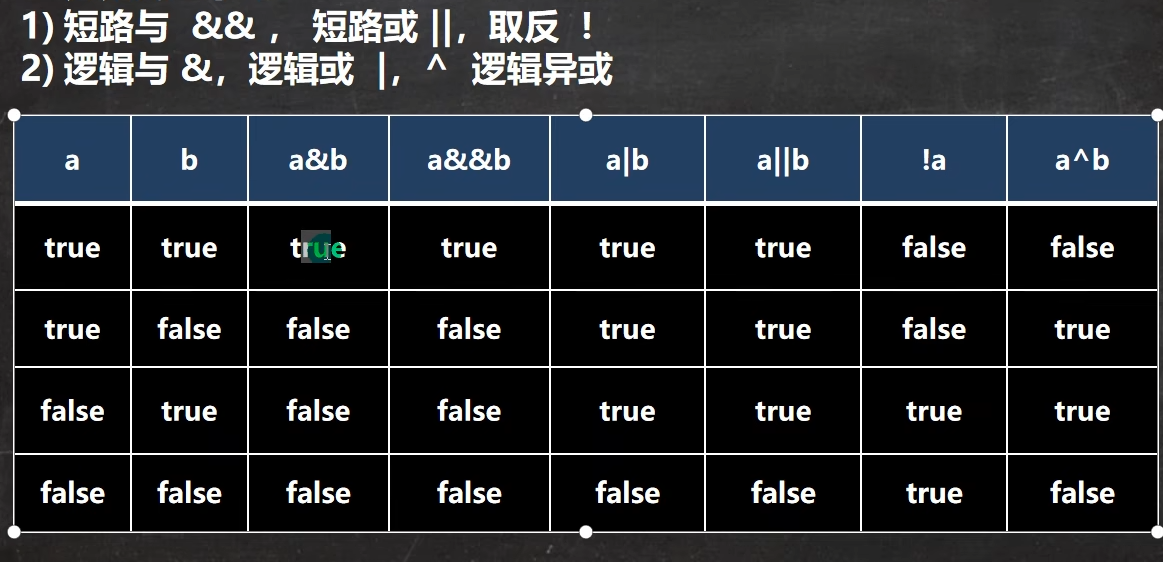 1) 短路与 && ， 短路或 ||，取反 ！
2) 逻辑与 &，逻辑或 |，^ 逻辑异或
a b a&b a&&b a|b a||b !a a^b
true true true true true true false false
true false false false true true false true
false true false false true true true true
false false false false false false true false